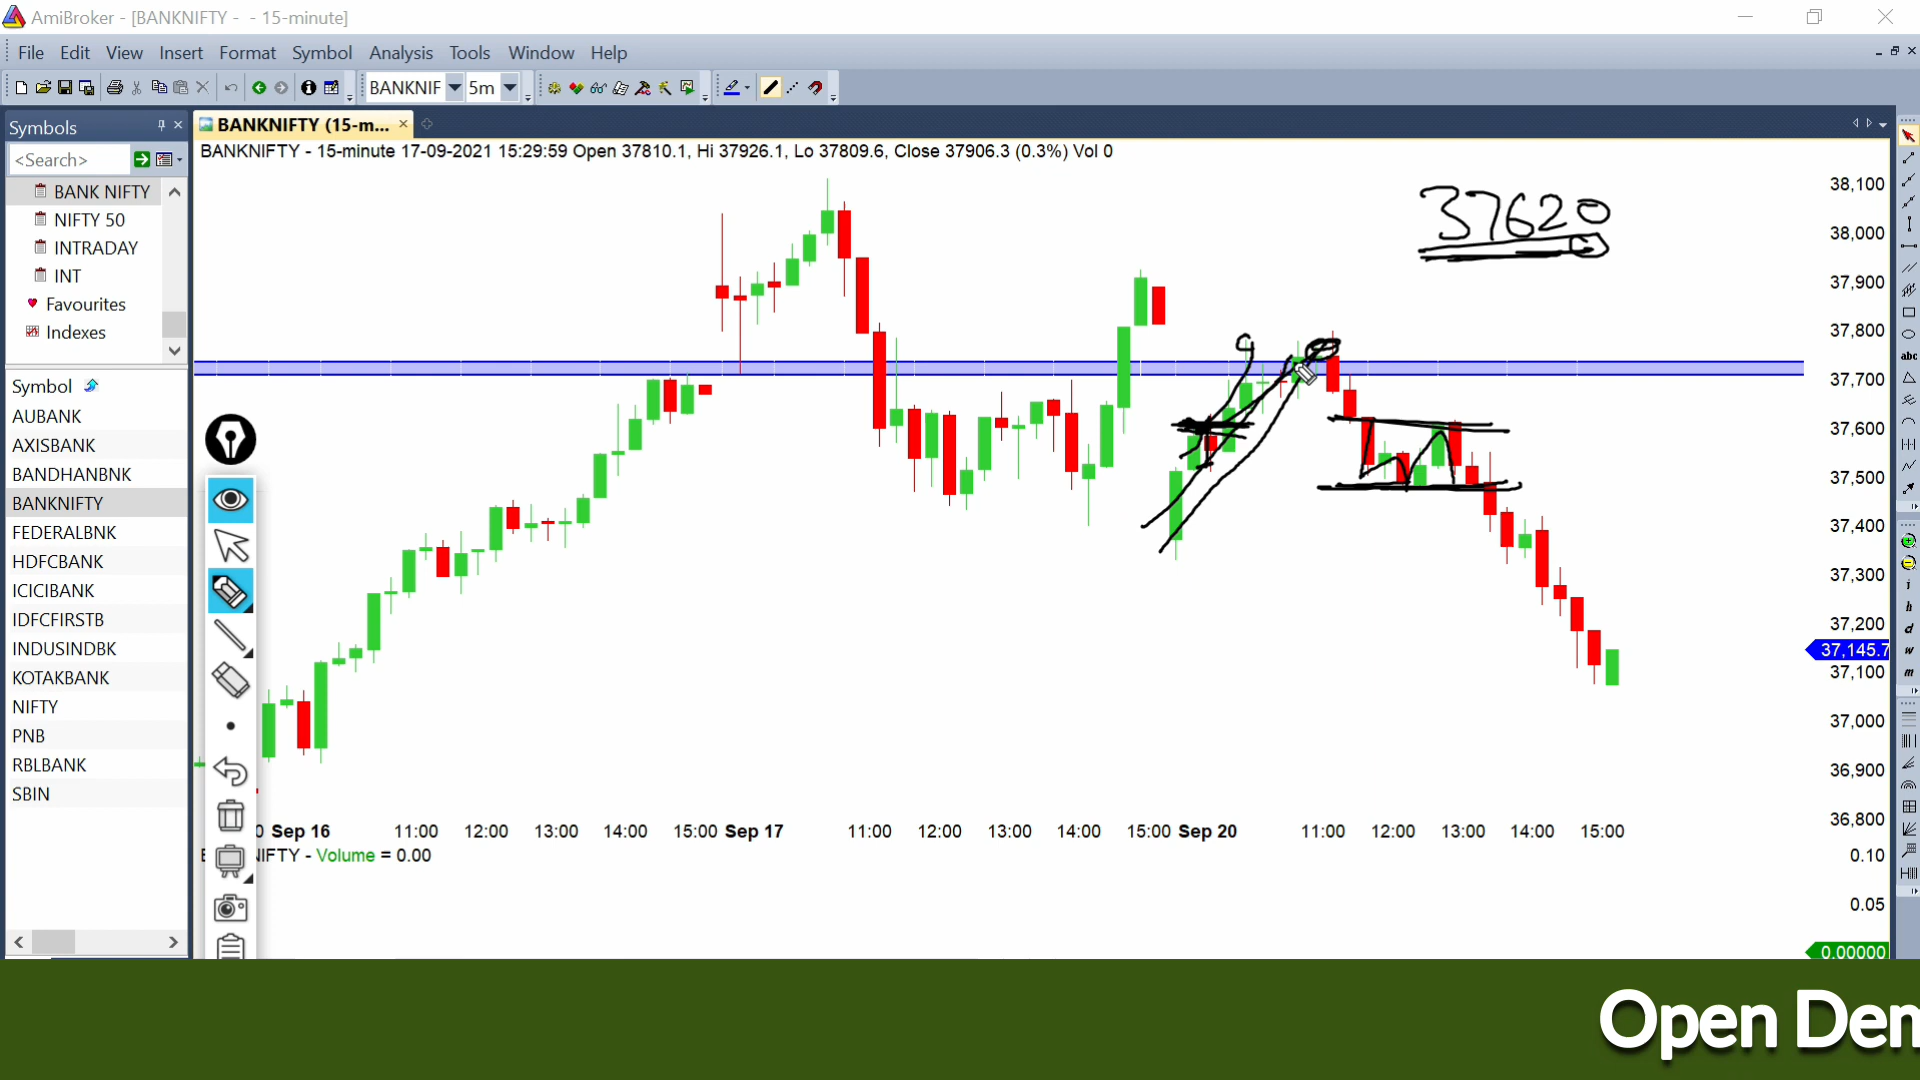 AmiBroker - [BANKNIFTY - - 15-minute]
File Edit View Insert Format Symbol Analysis Tools Window Help
BANKNIF 5m
Symbols
BANKNIFTY (15-m...
<Search>
BANKNIFTY - 15-minute 17-09-2021 15:29:59 Open 37810.1, Hi 37926.1, Lo 37809.6, Close 37906.3 (0.3%) Vol 0
BANK NIFTY
NIFTY 50
INTRADAY
INT
Favourites
Indexes
37620
38,100
38,000
37,900
37,800
37,700
37,600
37,500
37,400
37,300
37,200
37,145.7
37,100
37,000
36,900
36,800
Symbol
AUBANK
AXISBANK
BANDHANBNK
BANKNIFTY
FEDERALBNK
HDFCBANK
ICICIBANK
IDFCFIRSTB
INDUSINDBK
KOTAKBANK
NIFTY
PNB
RBLBANK
SBIN
0 Sep 16 11:00 12:00 13:00 14:00 15:00 Sep 17 11:00 12:00 13:00 14:00 15:00 Sep 20 11:00 12:00 13:00 14:00 15:00
NIFTY - Volume = 0.00
0.10
0.05
0.00000
abc
i
h
d
w
m
Open Dem